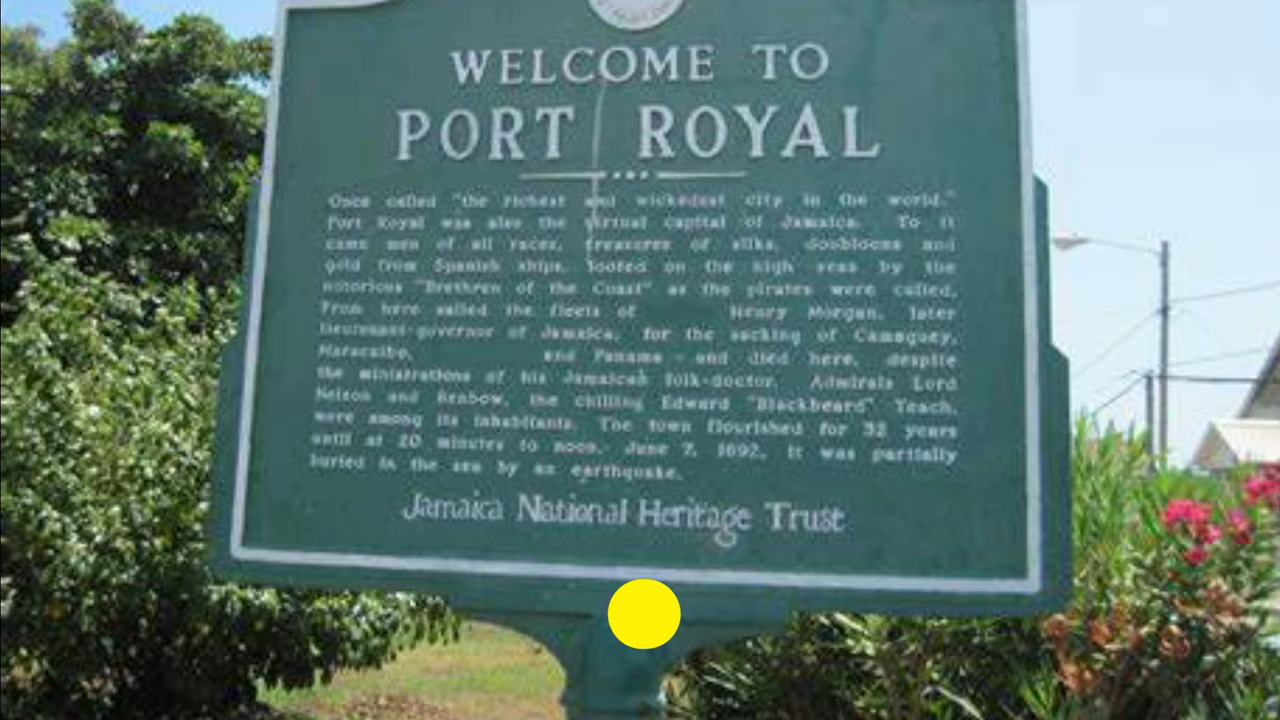 WELCOME TO
PORT ROYAL
Once called "the richest and wickedest city in the world,"
Port Royal was also the virtual capital of Jamaica. To it
came men of all races, treasures of silks, doubloons and
gold from Spanish ships, looted on the high seas by the
notorious "Brethren of the Coast" as the pirates were called.
From here sailed the fleets of Henry Morgan, later
lieutenant-governor of Jamaica, for the sacking of Camaguey,
Maracaibo, and Panama - and died here, despite
the ministrations of his Jamaican folk-doctor. Admirals Lord
Nelson and Benbow, the chilling Edward "Blackbeard" Teach,
were among its inhabitants. The town flourished for 32 years
until at 20 minutes to noon, June 7, 1692, it was partially
buried in the sea by an earthquake.
Jamaica National Heritage Trust